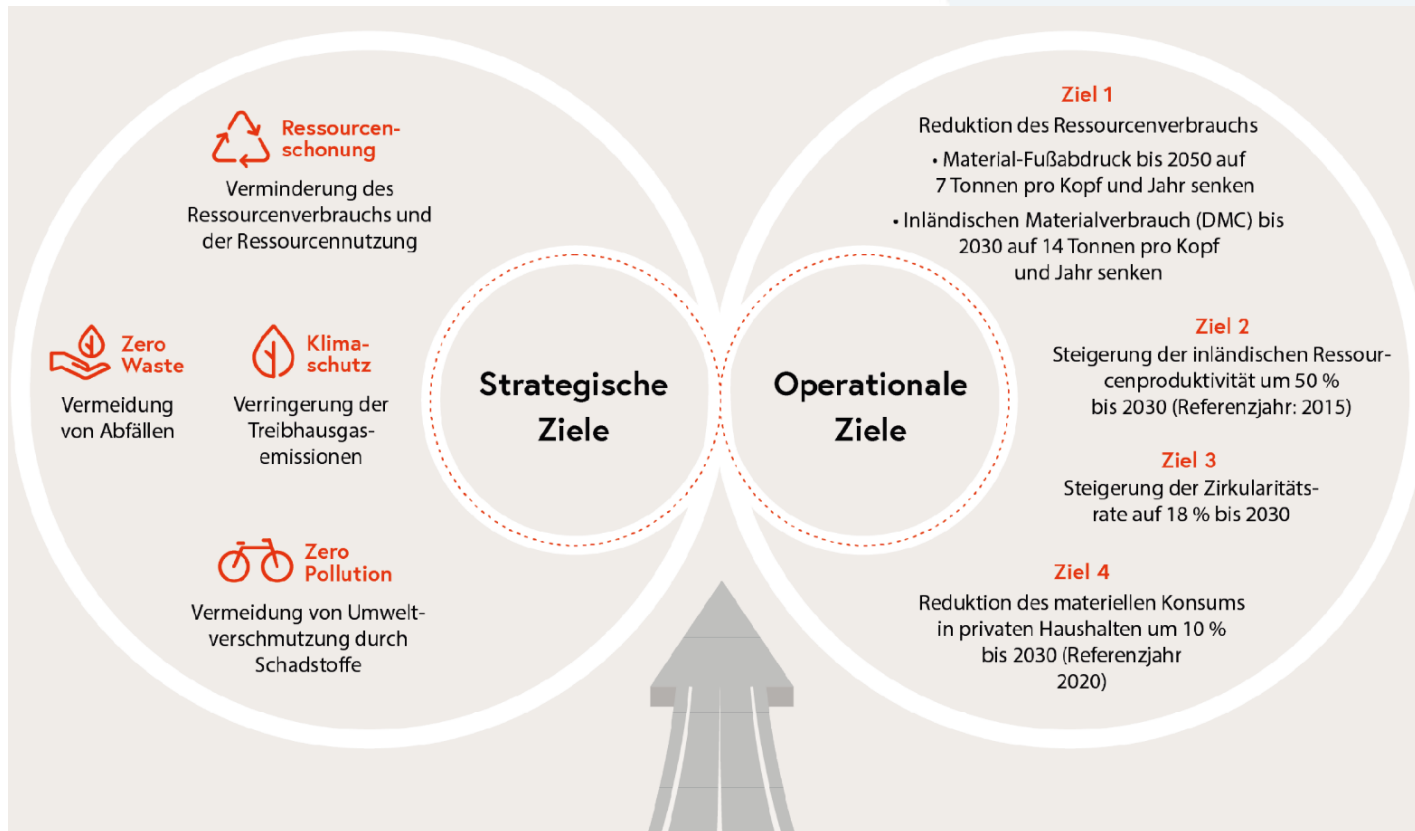 Ressourcen-
schonung
Verminderung des
Ressourcenverbrauchs und
der Ressourcennutzung
Zero
Waste
Vermeidung
von Abfällen
Klima-
schutz
Verringerung der
Treibhausgas-
emissionen
Zero
Pollution
Vermeidung von Umwelt-
verschmutzung durch
Schadstoffe
Strategische
Ziele
Operationale
Ziele
Ziel 1
Reduktion des Ressourcenverbrauchs
• Material-Fußabdruck bis 2050 auf
7 Tonnen pro Kopf und Jahr senken
• Inländischen Materialverbrauch (DMC) bis
2030 auf 14 Tonnen pro Kopf
und Jahr senken
Ziel 2
Steigerung der inländischen Ressour-
cenproduktivität um 50 %
bis 2030 (Referenzjahr: 2015)
Ziel 3
Steigerung der Zirkularitäts-
rate auf 18 % bis 2030
Ziel 4
Reduktion des materiellen Konsums
in privaten Haushalten um 10 %
bis 2030 (Referenzjahr
2020)